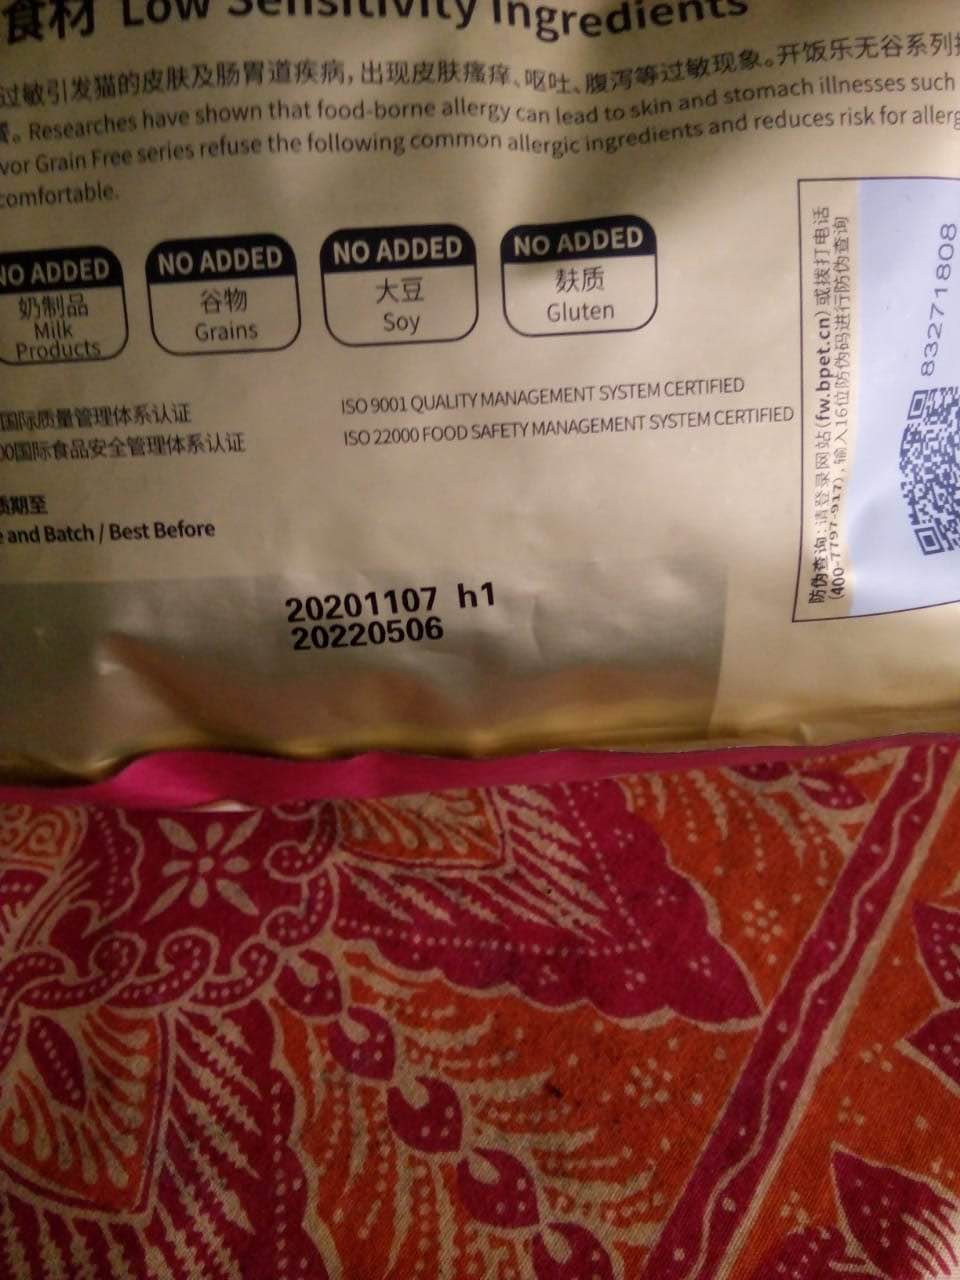 食材 Low Sensitivity Ingredients
过敏引发猫的皮肤及肠胃道疾病，出现皮肤瘙痒、呕吐、腹泻等过敏现象。开饭乐无谷系列
。Researches have shown that food-borne allergy can lead to skin and stomach illnesses such
vor Grain Free series refuse the following common allergic ingredients and reduces risk for allerg
comfortable.
NO ADDED
奶制品
Milk
Products
NO ADDED
谷物
Grains
NO ADDED
大豆
Soy
NO ADDED
麸质
Gluten
国际质量管理体系认证
ISO 9001 QUALITY MANAGEMENT SYSTEM CERTIFIED
00国际食品安全管理体系认证
ISO 22000 FOOD SAFETY MANAGEMENT SYSTEM CERTIFIED
质期至
e and Batch / Best Before
20201107 h1
20220506
防伪查询：请登录网站(fw.bpet.cn)或拨打电话
(400-7797-917)，输入16位防伪码进行防伪查询
83271808